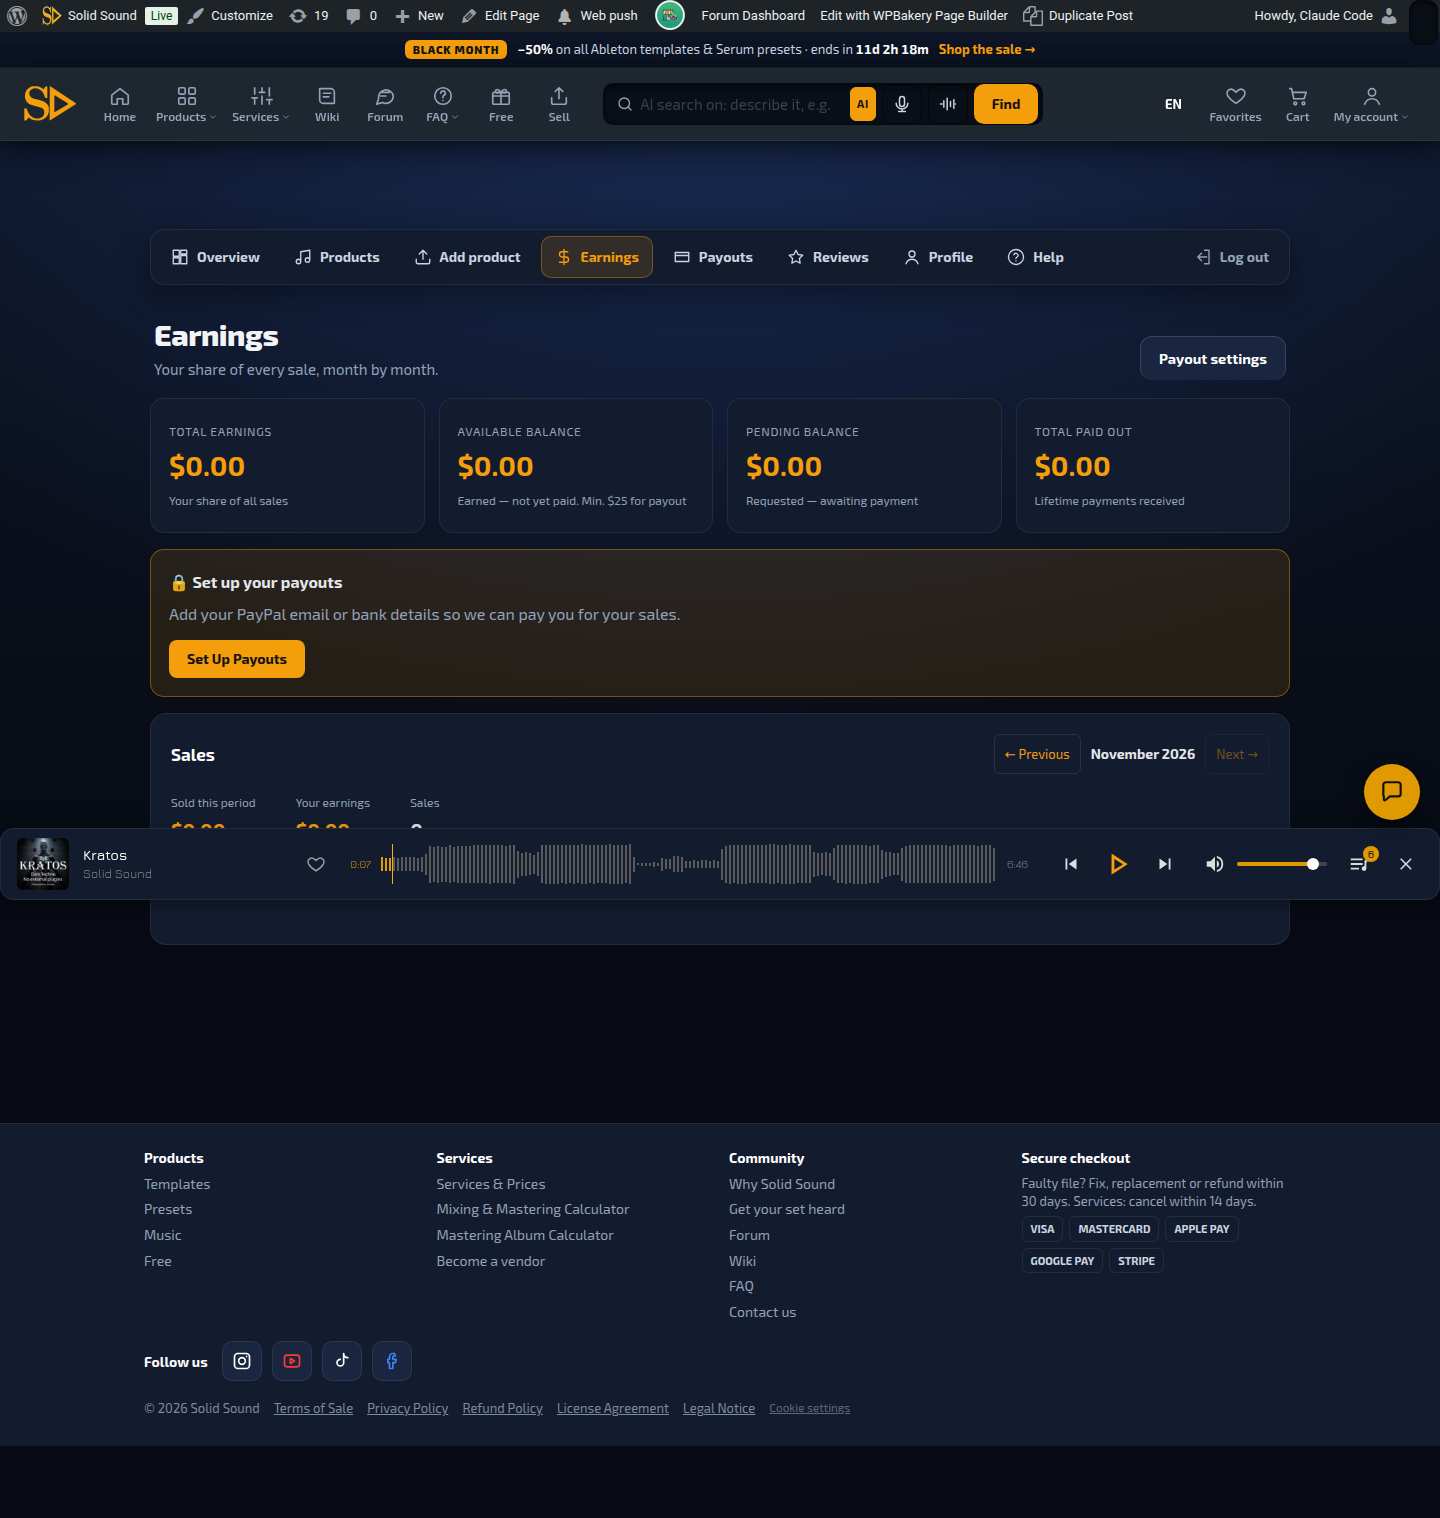 Solid Sound Live Customize 19 0 New Edit Page Web push Forum Dashboard Edit with WPBakery Page Builder Duplicate Post Howdy, Claude Code
BLACK MONTH −50% on all Ableton templates & Serum presets · ends in 11d 2h 18m Shop the sale →
Home Products Services Wiki Forum FAQ Free Sell
AI search on: describe it, e.g. AI Find
EN Favorites Cart My account
Overview Products Add product Earnings Payouts Reviews Profile Help Log out
Earnings
Your share of every sale, month by month.
Payout settings
TOTAL EARNINGS
$0.00
Your share of all sales
AVAILABLE BALANCE
$0.00
Earned — not yet paid. Min. $25 for payout
PENDING BALANCE
$0.00
Requested — awaiting payment
TOTAL PAID OUT
$0.00
Lifetime payments received
Set up your payouts
Add your PayPal email or bank details so we can pay you for your sales.
Set Up Payouts
Sales
← Previous November 2026 Next →
Sold this period Your earnings Sales
KRATOS
Kratos
Solid Sound
0:07
6:46
6
Products
Templates
Presets
Music
Free
Services
Services & Prices
Mixing & Mastering Calculator
Mastering Album Calculator
Become a vendor
Community
Why Solid Sound
Get your set heard
Forum
Wiki
FAQ
Contact us
Secure checkout
Faulty file? Fix, replacement or refund within
30 days. Services: cancel within 14 days.
VISA MASTERCARD APPLE PAY
GOOGLE PAY STRIPE
Follow us
© 2026 Solid Sound Terms of Sale Privacy Policy Refund Policy License Agreement Legal Notice Cookie settings